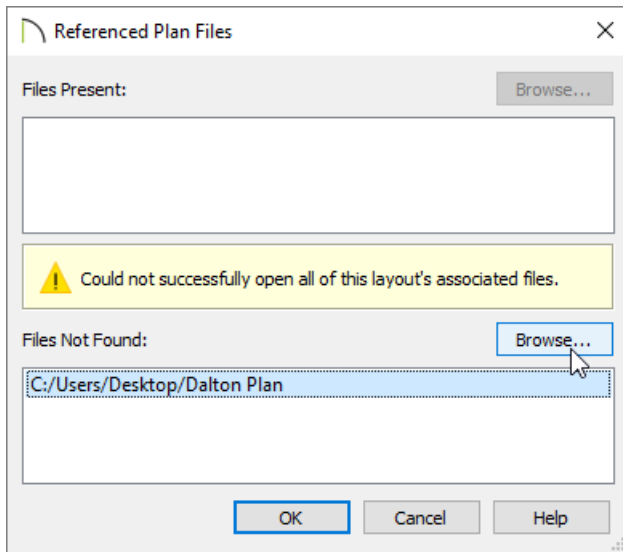 Referenced Plan Files
Files Present:
Browse...
Could not successfully open all of this layout's associated files.
Files Not Found:
Browse...
C:/Users/Desktop/Dalton Plan
OK
Cancel
Help